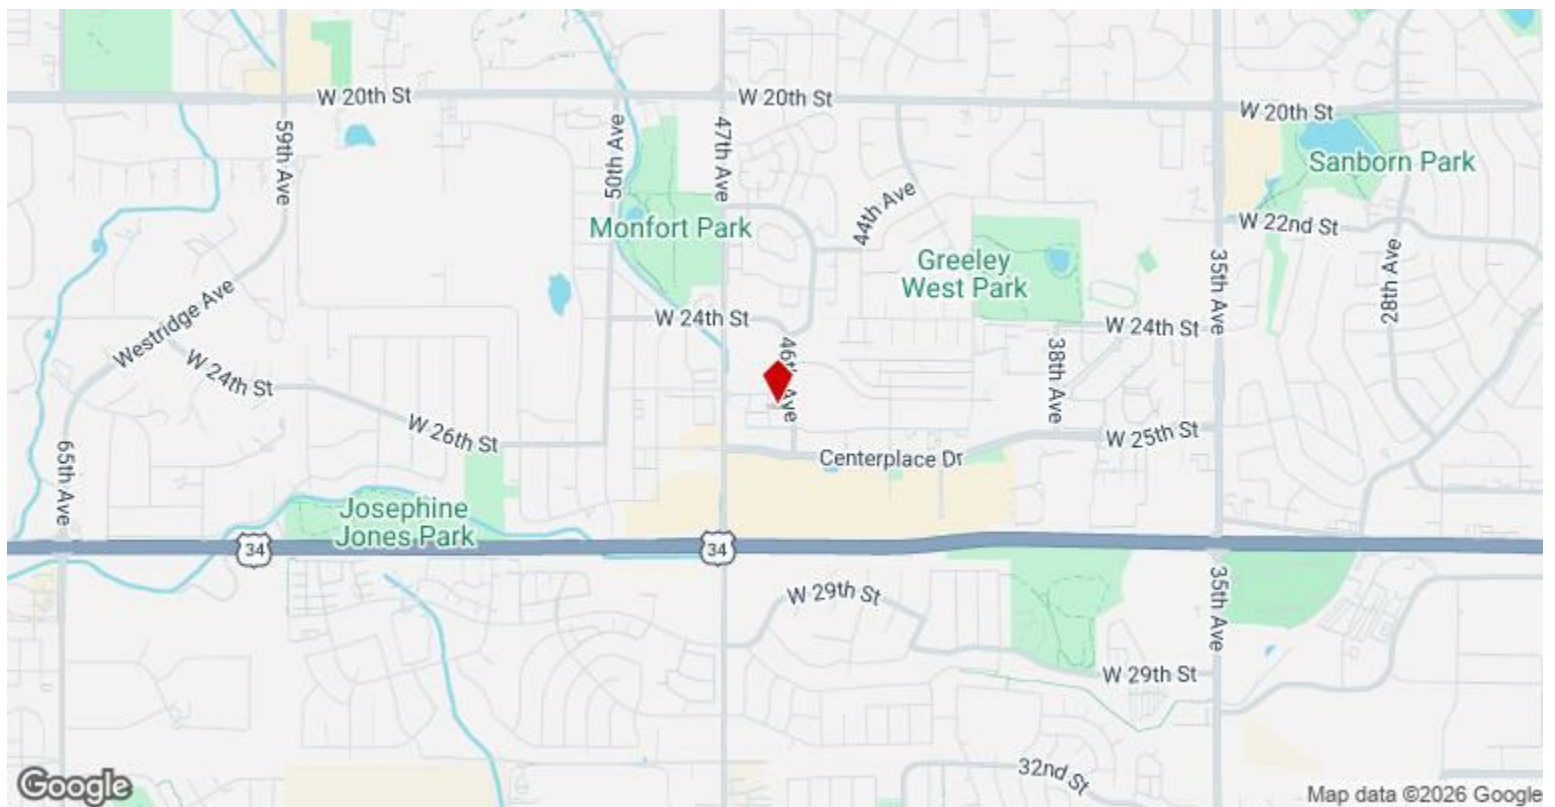 W 20th St
W 20th St
W 20th St
59th Ave
50th Ave
47th Ave
Sanborn Park
Monfort Park
44th Ave
W 22nd St
Greeley
West Park
35th Ave
28th Ave
Westridge Ave
W 24th St
W 24th St
W 24th St
46th Ave
38th Ave
W 26th St
W 25th St
Centerplace Dr
65th Ave
Josephine
Jones Park
34
34
W 29th St
35th Ave
W 29th St
32nd St
Google
Map data ©2026 Google